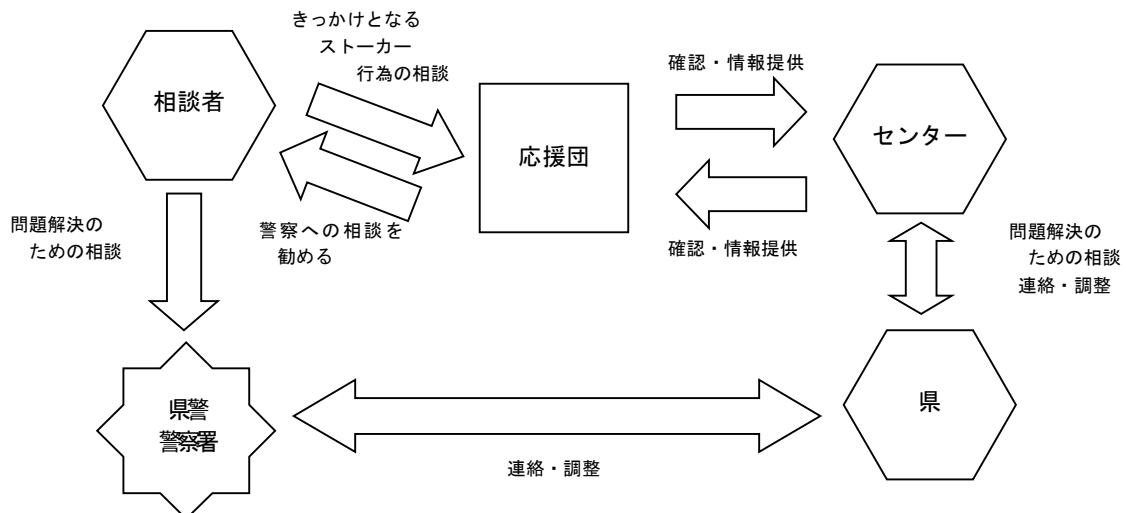 きっかけとなる
ストーカー
行為の相談
相談者
確認・情報提供
応援団
センター
問題解決の
ための相談
警察への相談を
勧める
確認・情報提供
問題解決の
ための相談
連絡・調整
県警
警察署
県
連絡・調整